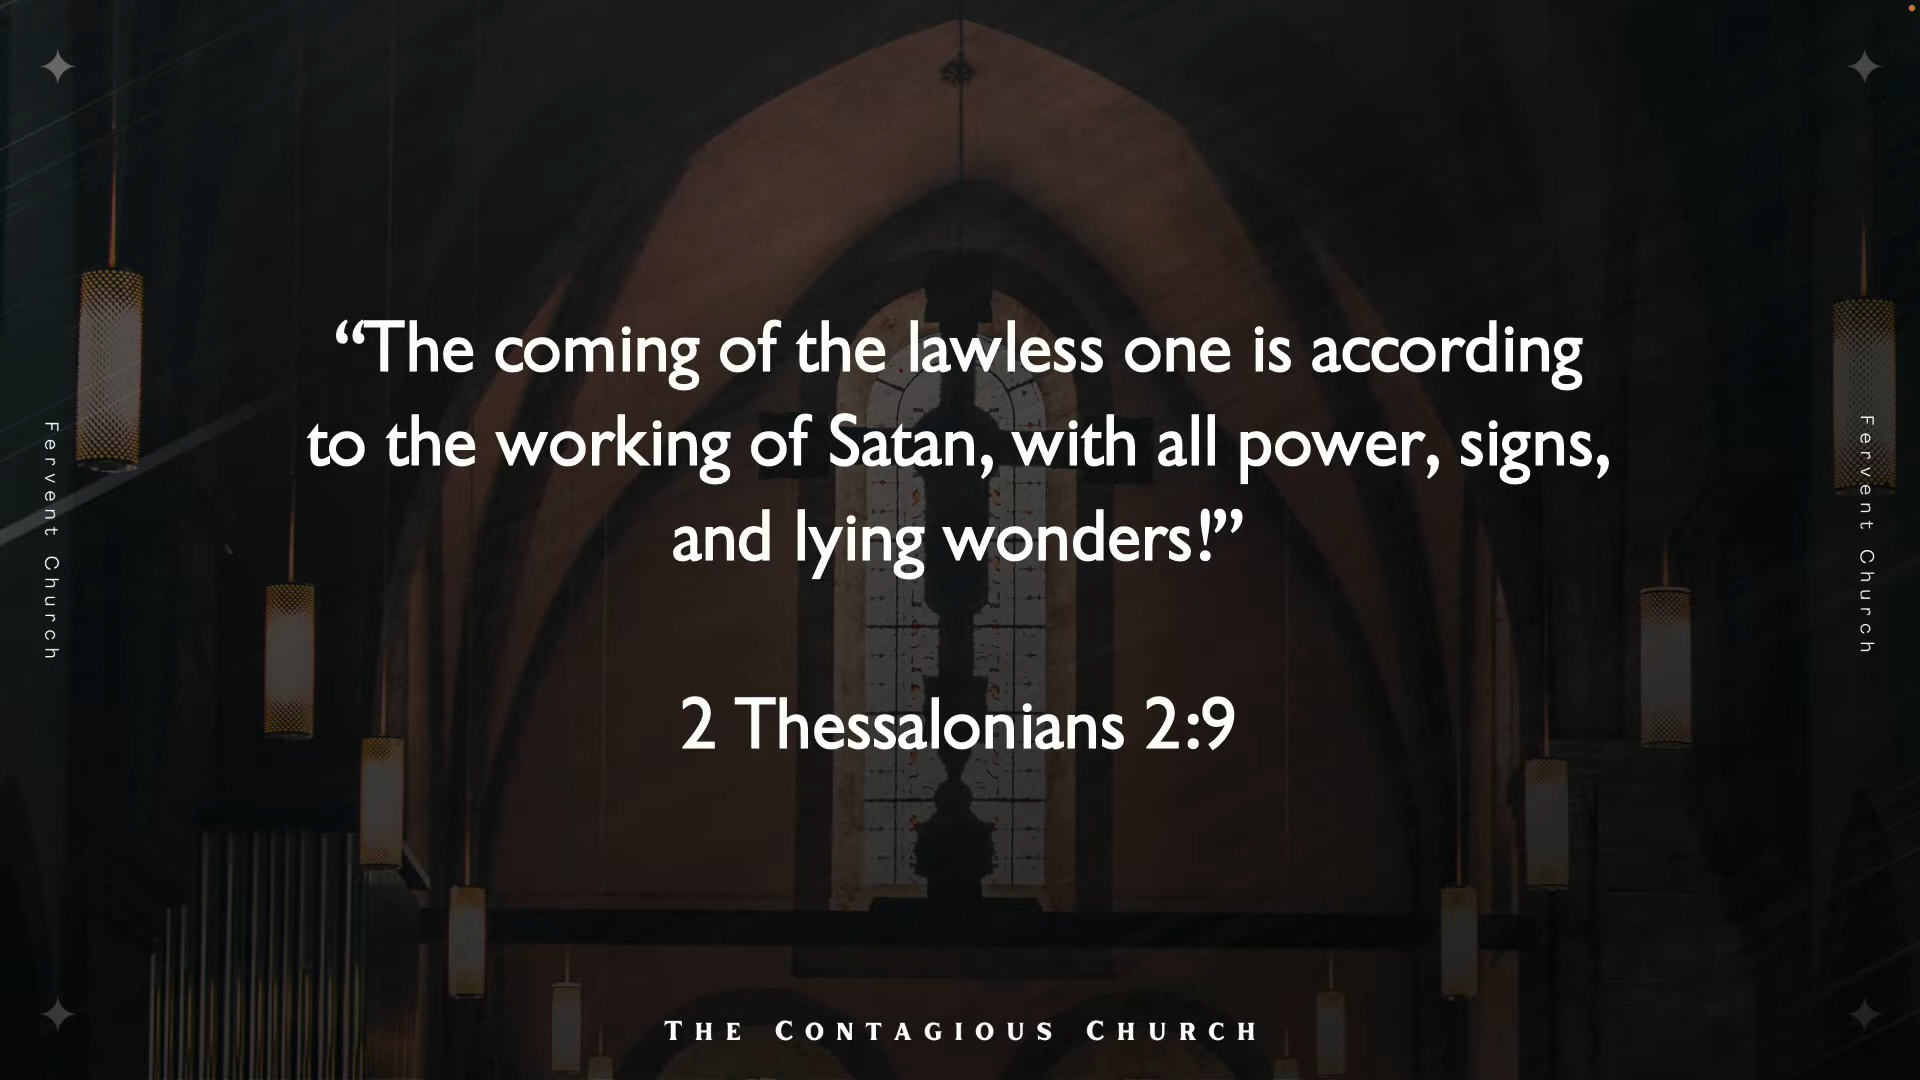 “The coming of the lawless one is according
to the working of Satan, with all power, signs,
and lying wonders!”
2 Thessalonians 2:9
Fervent Church
Fervent Church
The Contagious Church